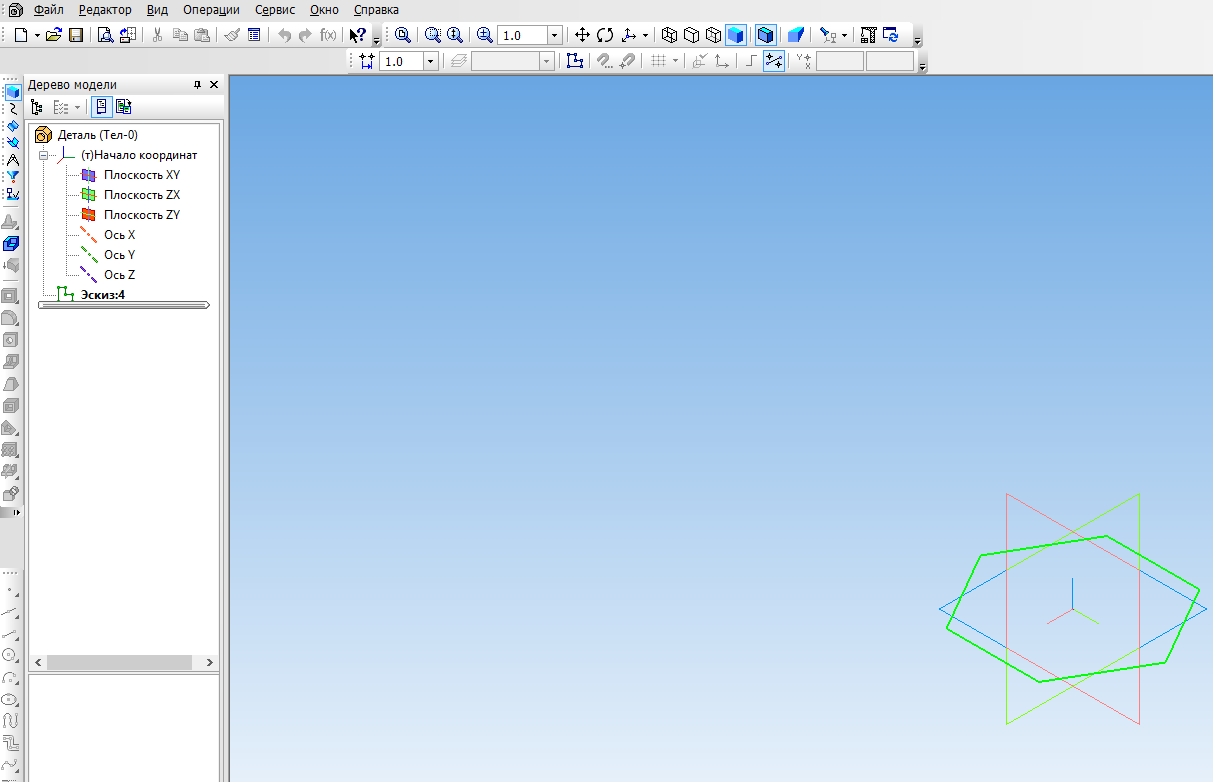 Файл Редактор Вид Операции Сервис Окно Справка
f(x) 1.0
1.0
Дерево модели
Деталь (Тел-0)
(т)Начало координат
Плоскость XY
Плоскость ZX
Плоскость ZY
Ось X
Ось Y
Ось Z
Эскиз:4